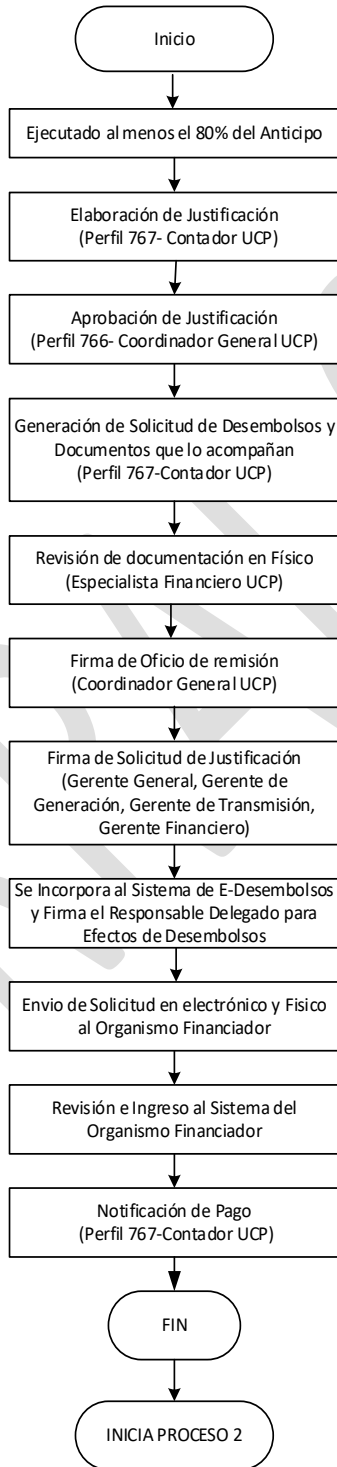 Inicio
Ejecutado al menos el 80% del Anticipo
Elaboración de Justificación
(Perfil 767- Contador UCP)
Aprobación de Justificación
(Perfil 766- Coordinador General UCP)
Generación de Solicitud de Desembolsos y
Documentos que lo acompañan
(Perfil 767-Contador UCP)
Revisión de documentación en Físico
(Especialista Financiero UCP)
Firma de Oficio de remisión
(Coordinador General UCP)
Firma de Solicitud de Justificación
(Gerente General, Gerente de
Generación, Gerente de Transmisión,
Gerente Financiero)
Se Incorpora al Sistema de E-Desembolsos
y Firma el Responsable Delegado para
Efectos de Desembolsos
Envio de Solicitud en electrónico y Fisico
al Organismo Financiador
Revisión e Ingreso al Sistema del
Organismo Financiador
Notificación de Pago
(Perfil 767-Contador UCP)
FIN
INICIA PROCESO 2